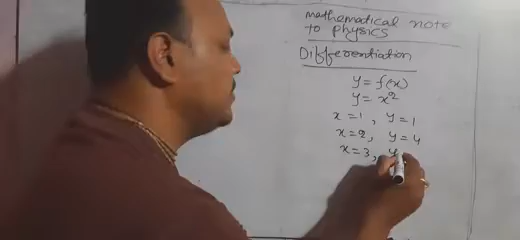 mathematical note
to physics
Differentiation
y = f(x)
y = x²
x = 1 , y = 1
x = 2, y = 4
x = 3, y